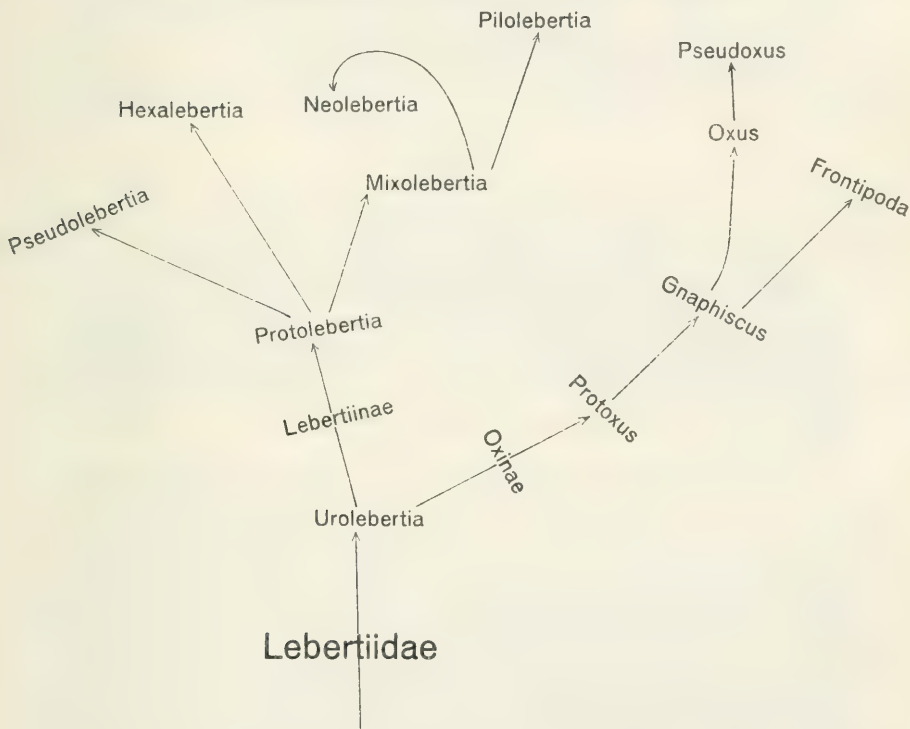 Pilolebertia
Pseudoxus
Neolebertia
Hexalebertia
Oxus
Mixolebertia
Frontipoda
Pseudolebertia
Gnaphiscus
Protolebertia
Protoxus
Lebertiinae
Oxinae
Urolebertia
Lebertiidae